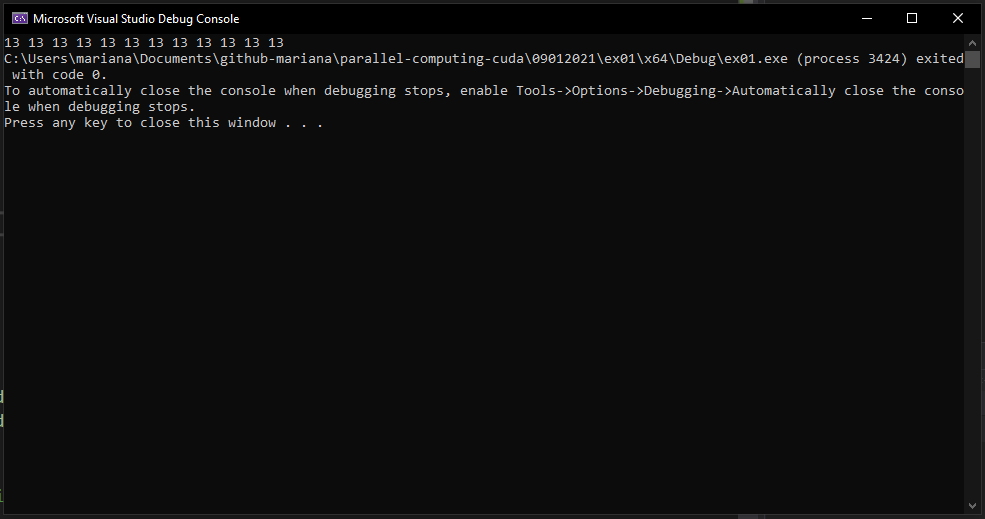 Microsoft Visual Studio Debug Console
13 13 13 13 13 13 13 13 13 13 13 13
C:\Users\mariana\Documents\github-mariana\parallel-computing-cuda\09012021\ex01\x64\Debug\ex01.exe (process 3424) exited
 with code 0.
To automatically close the console when debugging stops, enable Tools->Options->Debugging->Automatically close the conso
le when debugging stops.
Press any key to close this window . . .